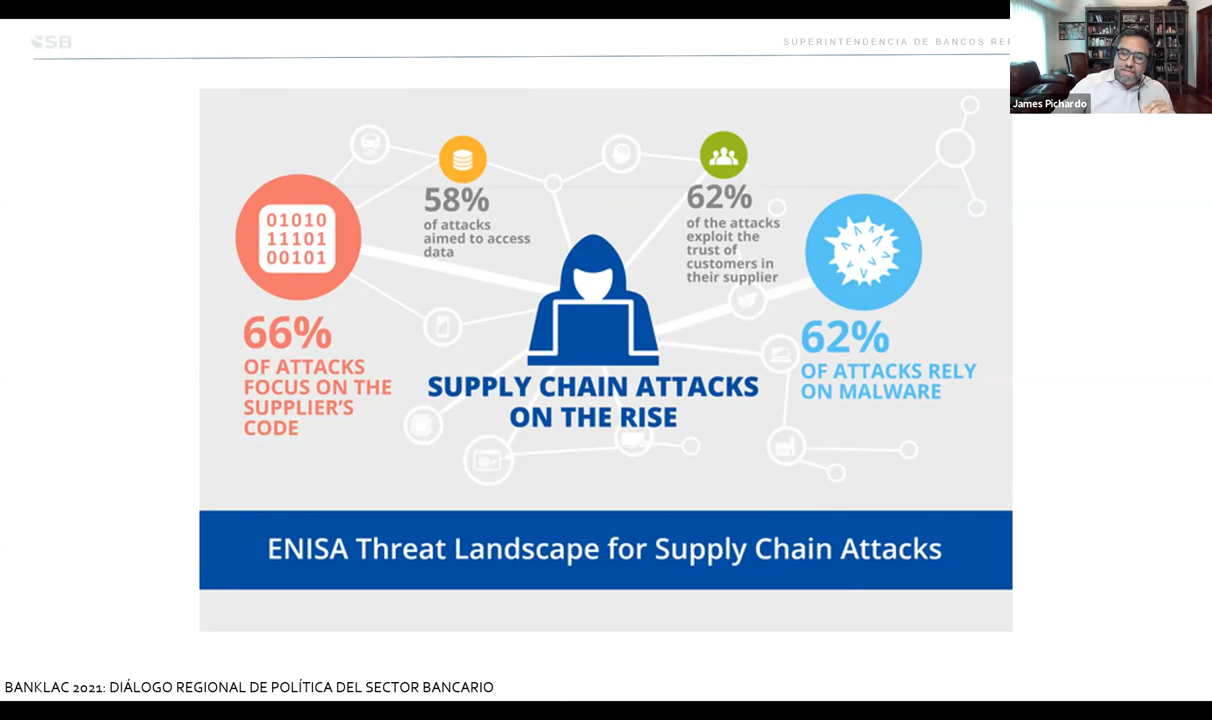 SB
SUPERINTENDENCIA DE BANCOS
James Pichardo
01010
11101
00101
58%
of attacks
aimed to access
data
62%
of the attacks
exploit the
trust of
customers in
their supplier
66%
OF ATTACKS
FOCUS ON THE
SUPPLIER'S
CODE
62%
OF ATTACKS RELY
ON MALWARE
SUPPLY CHAIN ATTACKS
ON THE RISE
ENISA Threat Landscape for Supply Chain Attacks
BANKLAC 2021: DIÁLOGO REGIONAL DE POLÍTICA DEL SECTOR BANCARIO